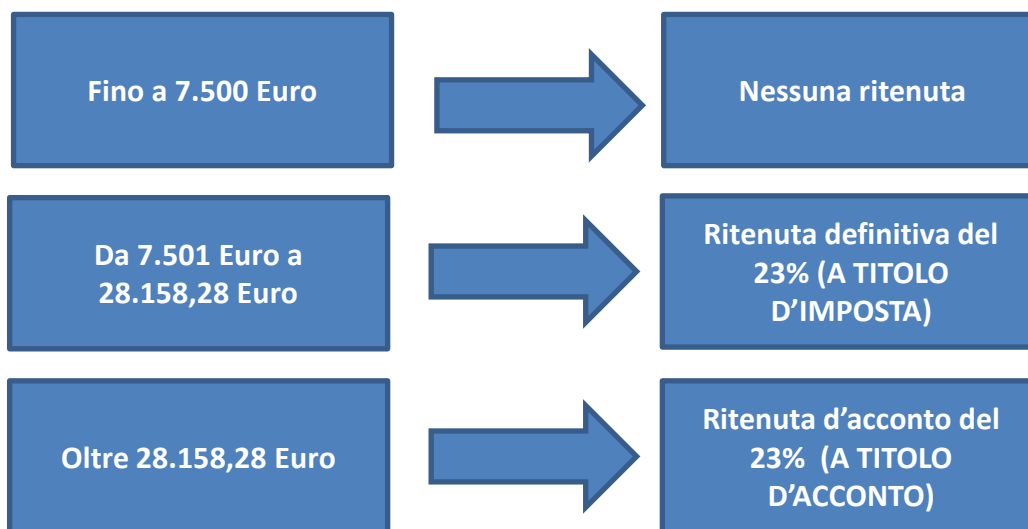 Fino a 7.500 Euro
Nessuna ritenuta
Da 7.501 Euro a
28.158,28 Euro
Ritenuta definitiva del
23% (A TITOLO
D’IMPOSTA)
Oltre 28.158,28 Euro
Ritenuta d’acconto del
23%  (A TITOLO
D’ACCONTO)